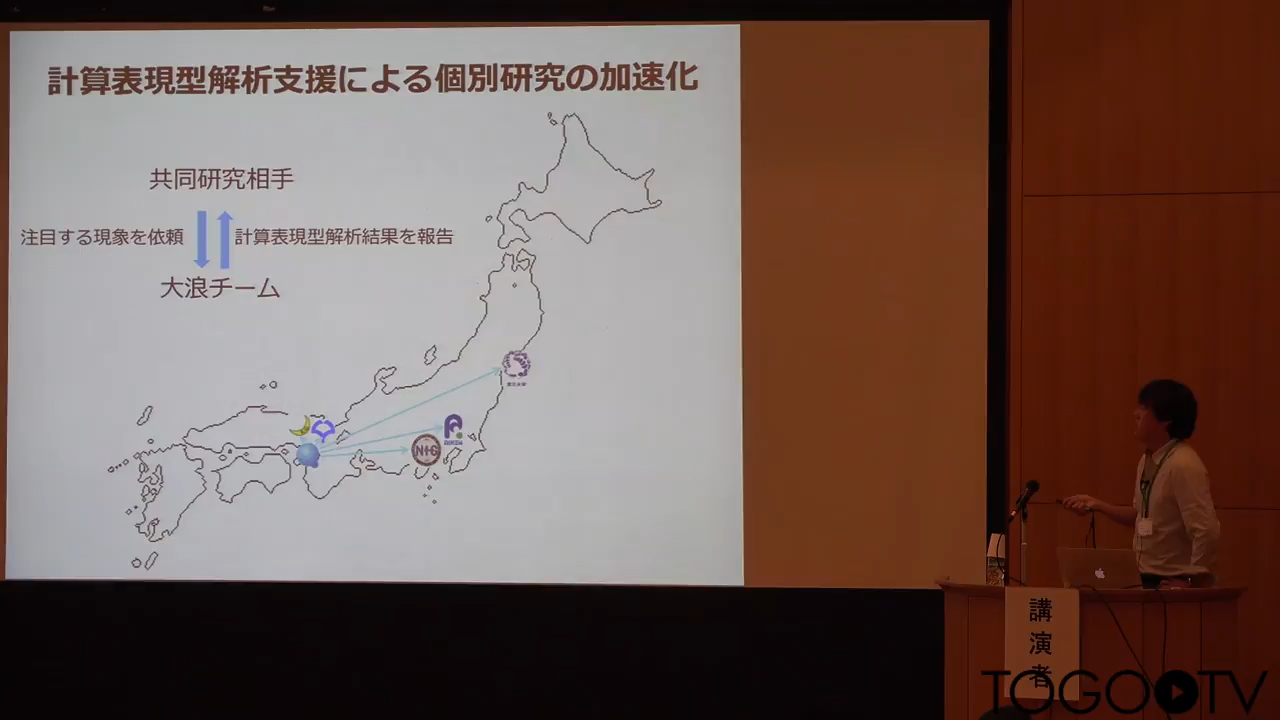 計算表現型解析支援による個別研究の加速化
共同研究相手
注目する現象を依頼
計算表現型解析結果を報告
大浪チーム
NIG
講演者
TOGOTV